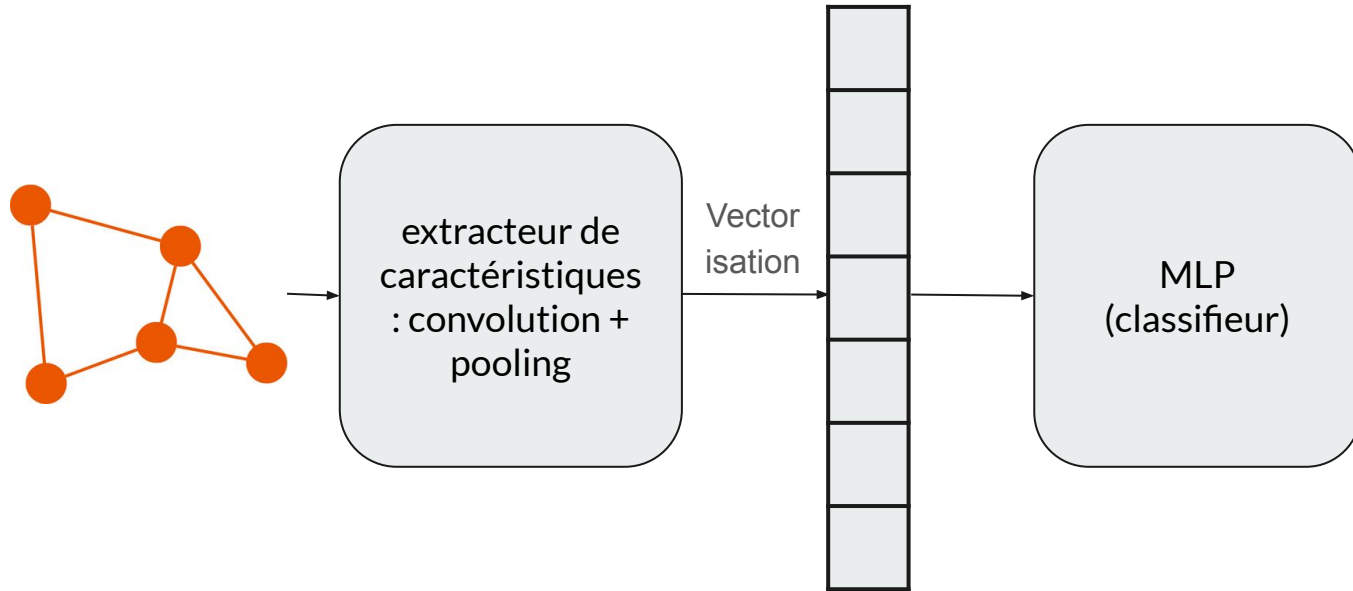 extracteur de
caractéristiques
: convolution +
pooling
Vector
isation
MLP
(classifieur)